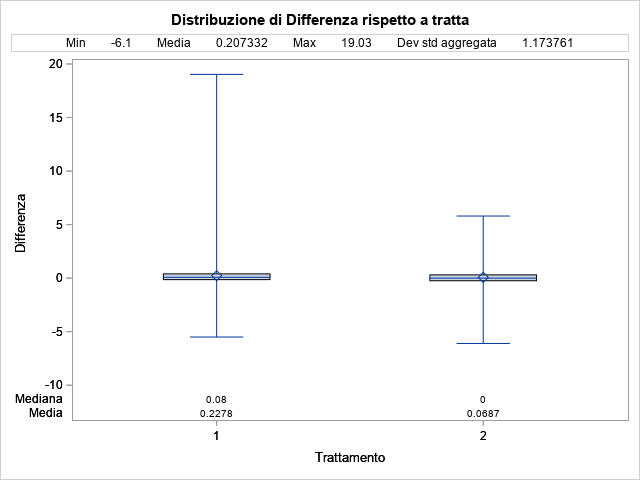 Distribuzione di Differenza rispetto a tratta
Min -6.1 Media 0.207332 Max 19.03 Dev std aggregata 1.173761
20
15
10
5
0
-5
-10
Differenza
Mediana 0.08 0
Media 0.2278 0.0687
1 2
Trattamento